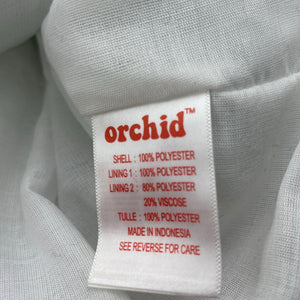 orchid™
SHELL : 100% POLYESTER
LINING 1 : 100% POLYESTER
LINING 2 : 80% POLYESTER
20% VISCOSE
TULLE : 100% POLYESTER
MADE IN INDONESIA
SEE REVERSE FOR CARE